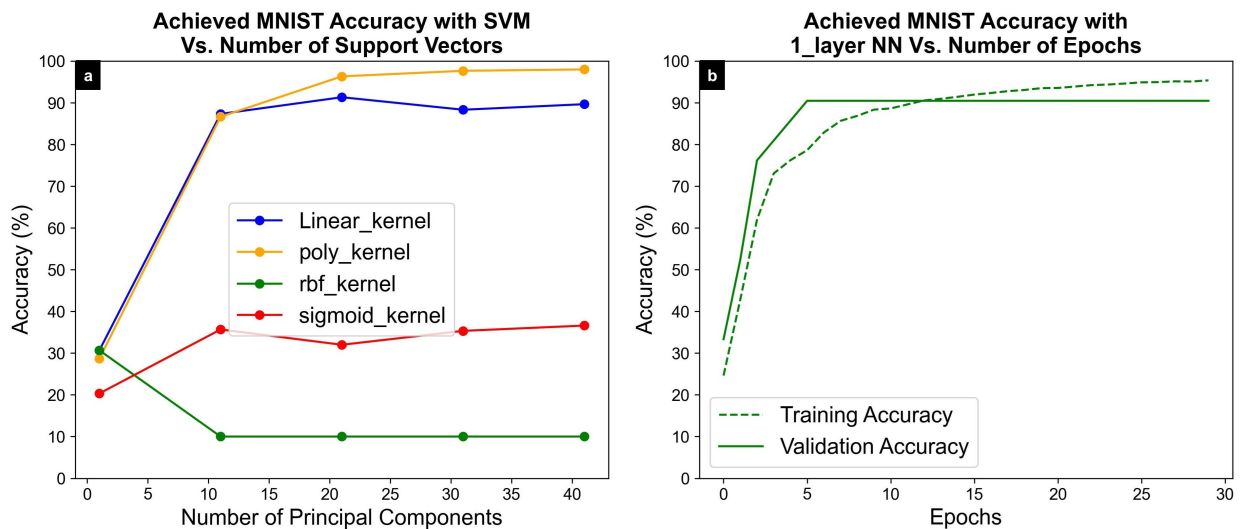 Achieved MNIST Accuracy with SVM
Vs. Number of Support Vectors
a
100
90
80
70
60
50
40
30
20
10
0
Accuracy (%)
Linear_kernel
poly_kernel
rbf_kernel
sigmoid_kernel
0 5 10 15 20 25 30 35 40
Number of Principal Components
Achieved MNIST Accuracy with
1_layer NN Vs. Number of Epochs
b
100
90
80
70
60
50
40
30
20
10
0
Accuracy (%)
Training Accuracy
Validation Accuracy
0 5 10 15 20 25 30
Epochs